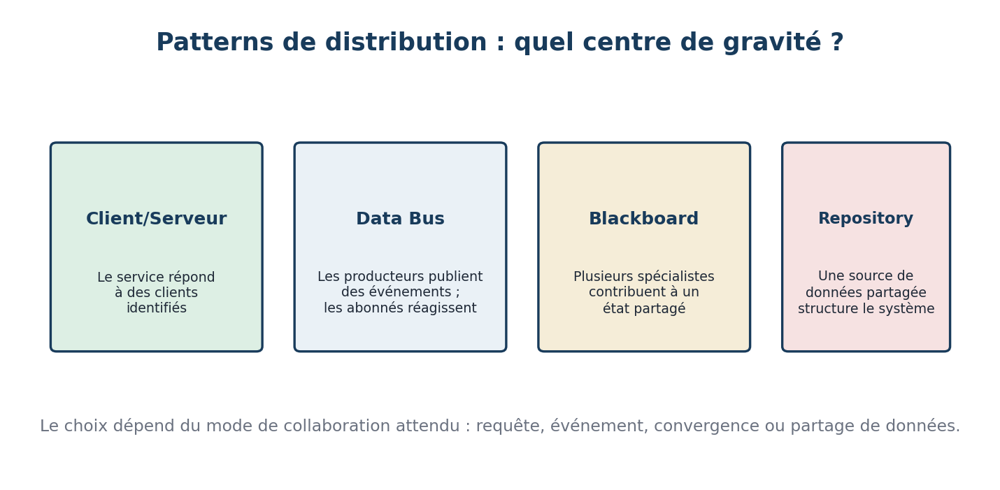 Patterns de distribution : quel centre de gravité ?
Client/Serveur
Le service répond
à des clients
identifiés
Data Bus
Les producteurs publient
des événements ;
les abonnés réagissent
Blackboard
Plusieurs spécialistes
contribuent à un
état partagé
Repository
Une source de
données partagée
structure le système
Le choix dépend du mode de collaboration attendu : requête, événement, convergence ou partage de données.